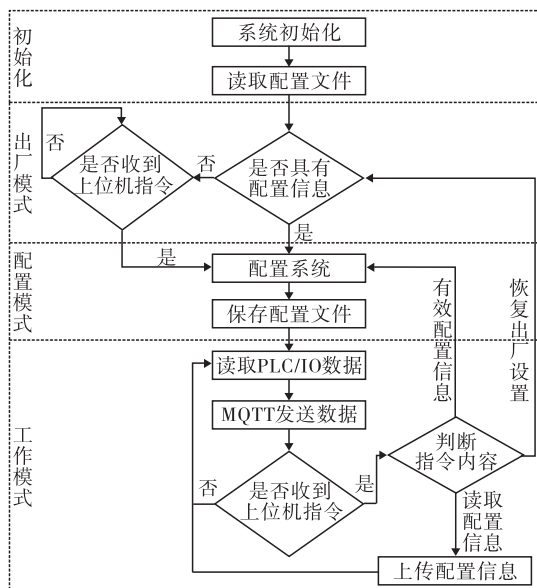 初始化
系统初始化
读取配置文件
出厂模式
否
是否收到
上位机指令
否
是否具有
配置信息
是
是
配置模式
配置系统
保存配置文件
有效配置信息
恢复出厂设置
工作模式
读取PLC/IO数据
MQTT发送数据
判断
指令内容
否
是否收到
上位机指令
是
读取
配置
信息
上传配置信息